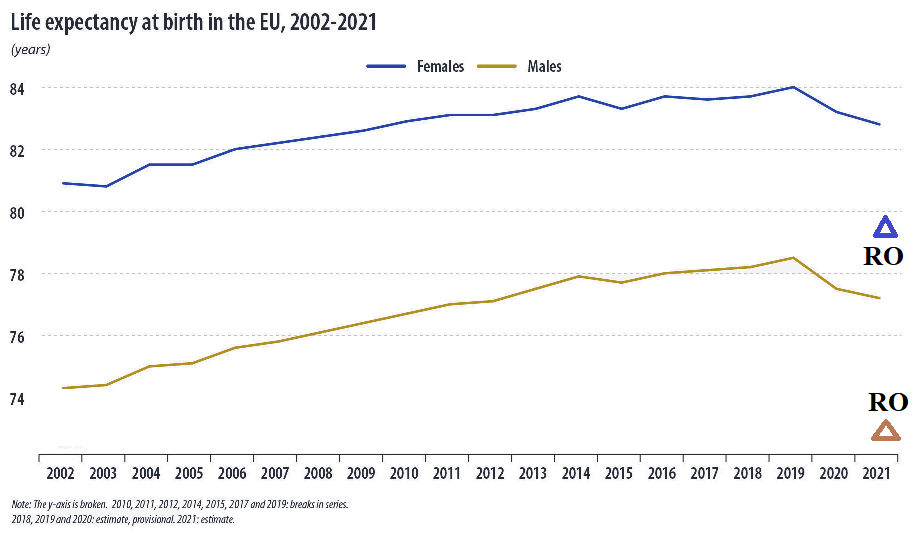 Life expectancy at birth in the EU, 2002-2021
(years)
Females Males
84
82
80
RO
78
76
74
RO
2002 2003 2004 2005 2006 2007 2008 2009 2010 2011 2012 2013 2014 2015 2016 2017 2018 2019 2020 2021
Note: The y-axis is broken. 2010, 2011, 2012, 2014, 2015, 2017 and 2019: breaks in series.
2018, 2019 and 2020: estimate, provisional. 2021: estimate.